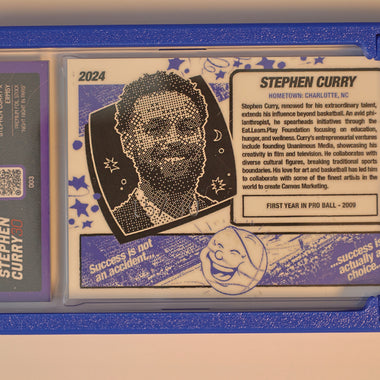 2024
STEPHEN CURRY
HOMETOWN: CHARLOTTE, NC
Stephen Curry, renowned for his extraordinary talent,
extends his influence beyond basketball. An avid phi-
lanthropist, he spearheads initiatives through the
Eat.Learn.Play Foundation focusing on education,
hunger, and wellness. Curry's entrepreneurial ventures
include founding Unanimous Media, showcasing his
creativity in film and television. He collaborates with
diverse cultural figures, breaking traditional sports
boundaries. His love for art and basketball has led him
to collaborate with some of the finest artists in the
world to create Cameo Marketing.
FIRST YEAR IN PRO BALL - 2009
Success is not
an accident...
...success is
actually a
choice...
STEPHEN CURRY X
003
STEPHEN
CURRY